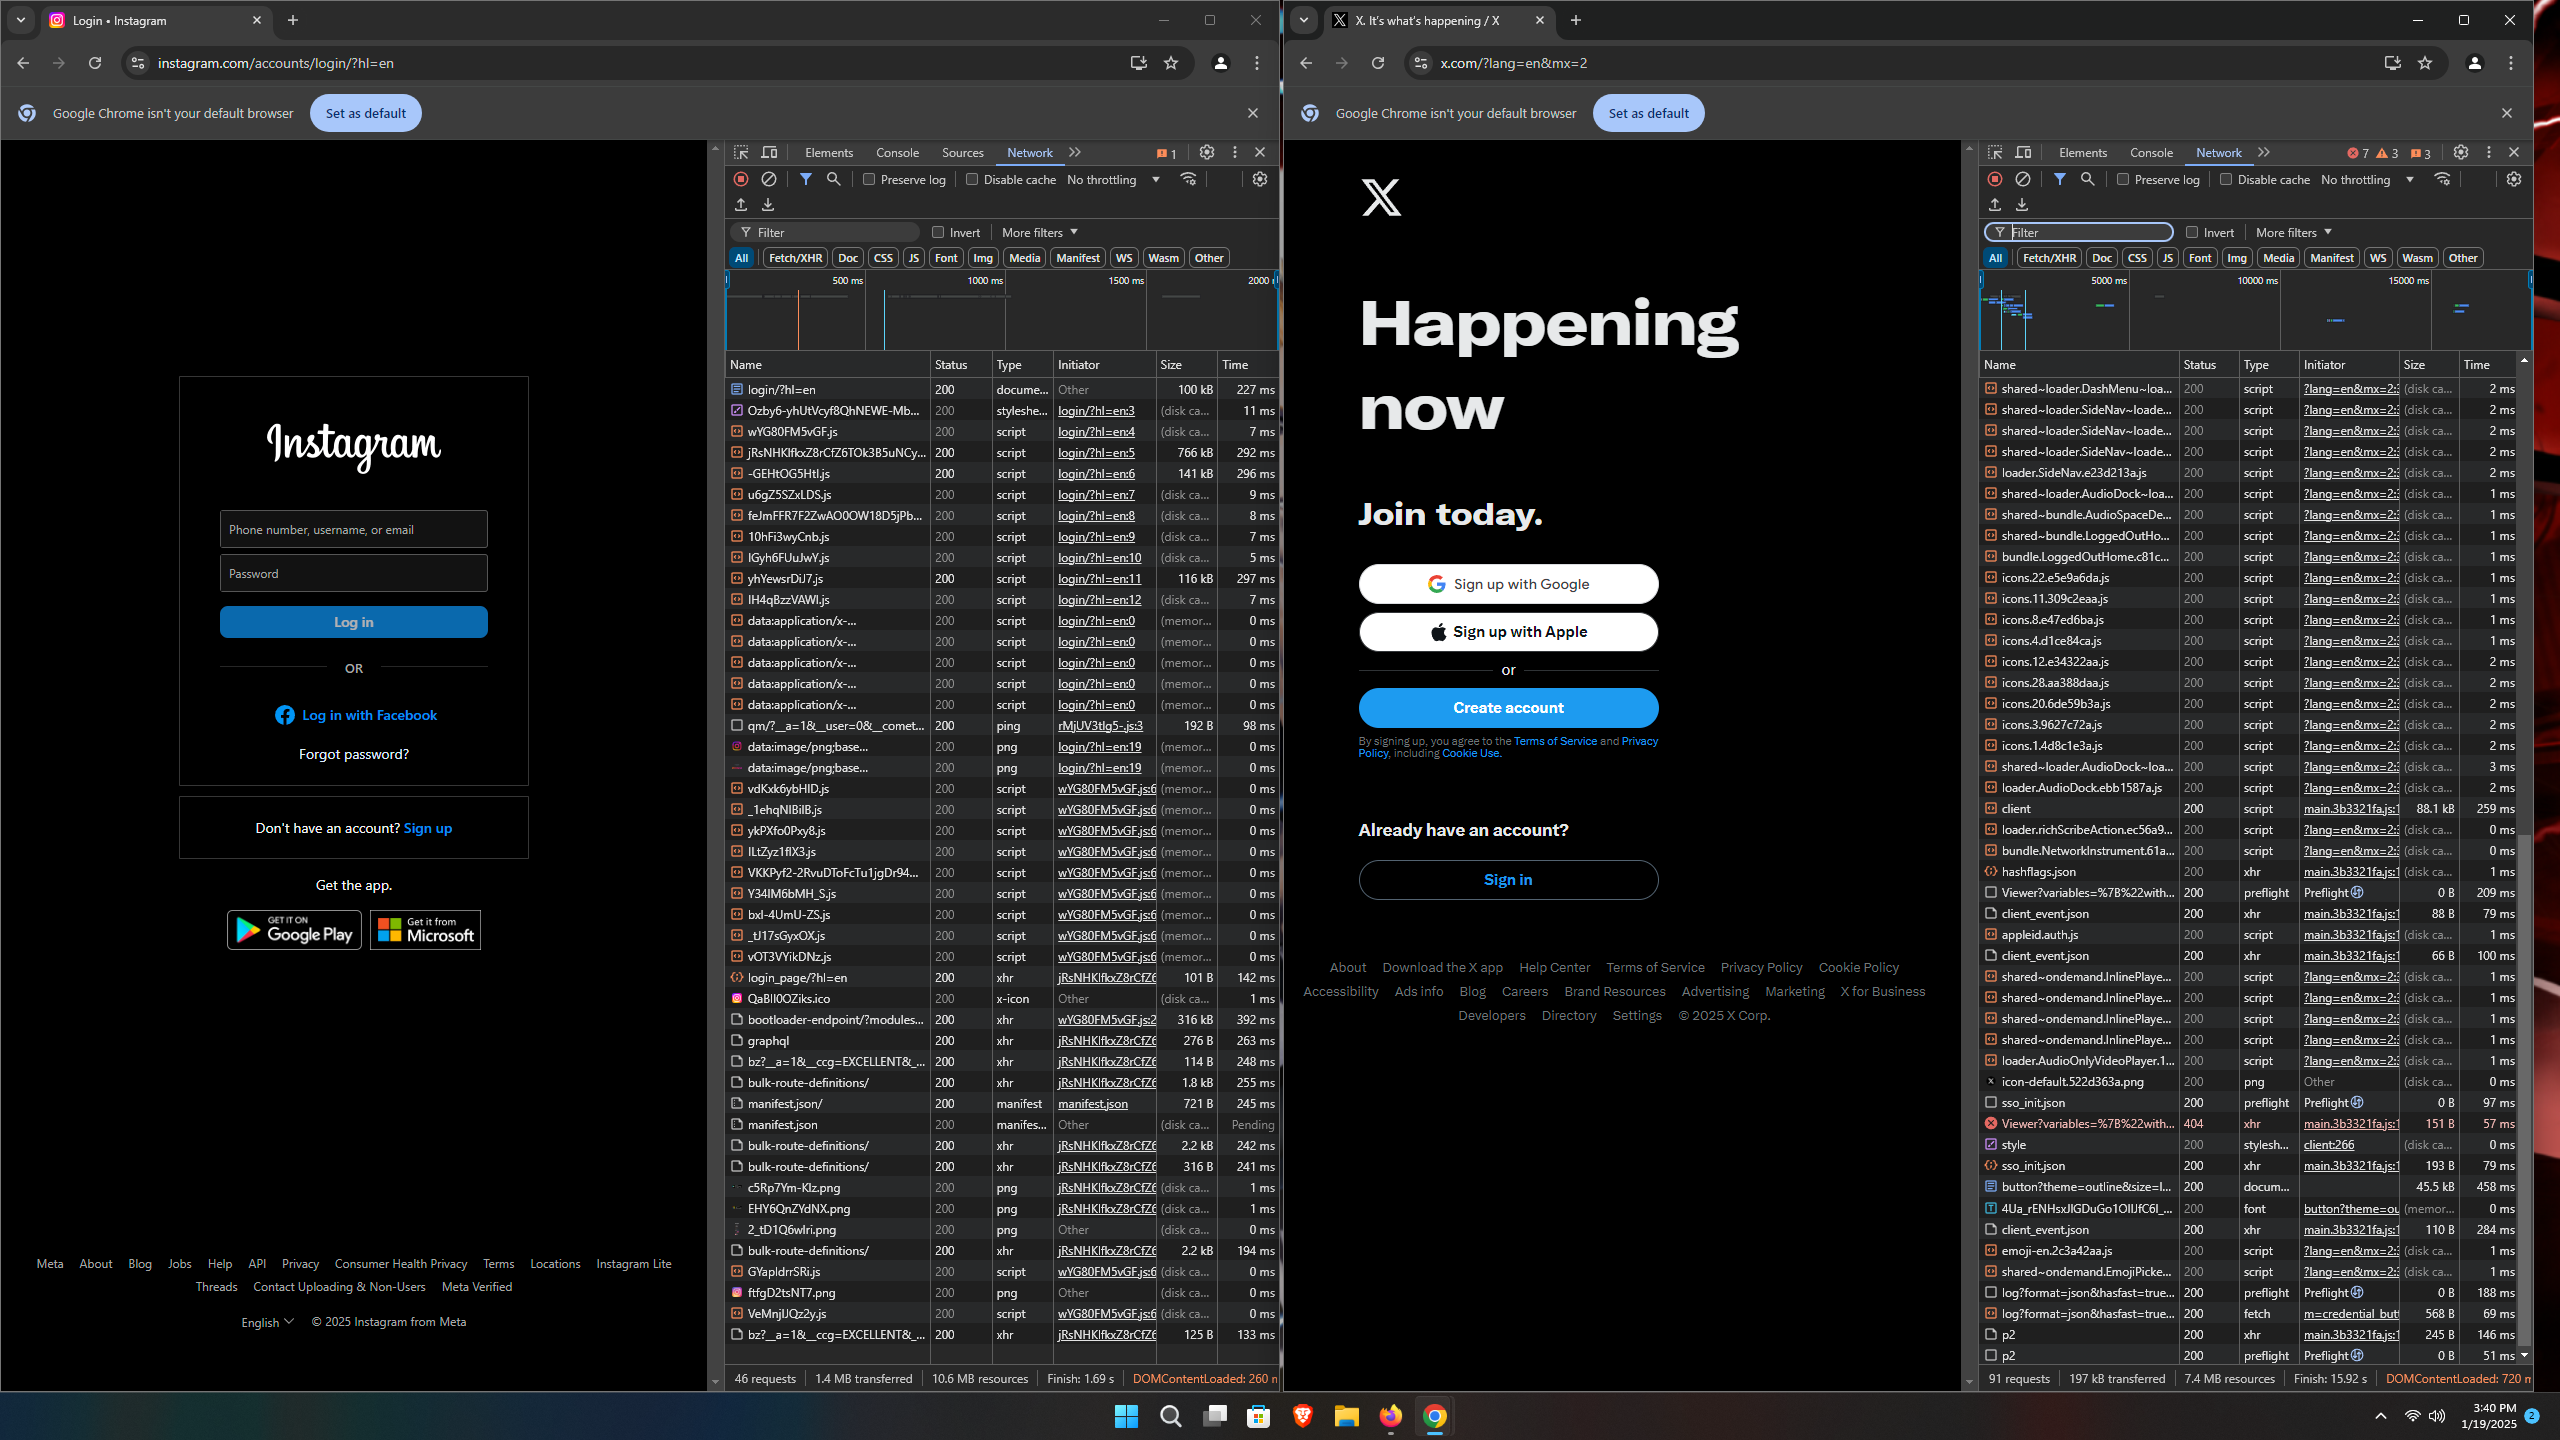 Login • Instagram
instagram.com/accounts/login/?hl=en
Google Chrome isn't your default browser
Set as default
Instagram
Phone number, username, or email
Password
Log in
OR
Log in with Facebook
Forgot password?
Don't have an account? Sign up
Get the app.
GET IT ON
Google Play
Get it from
Microsoft
Meta About Blog Jobs Help API Privacy Consumer Health Privacy Terms Locations Instagram Lite
Threads Contact Uploading & Non-Users Meta Verified
English © 2025 Instagram from Meta
Elements Console Sources Network 1
Preserve log Disable cache No throttling
Filter Invert More filters
All Fetch/XHR Doc CSS JS Font Img Media Manifest WS Wasm Other
500 ms 1000 ms 1500 ms
Name Status Type Initiator Size Time
login/?hl=en 200 docume... Other 100 kB 227 ms
Ozby6-yhUtVcyf8QhNEWE-Mb... 200 styleshe... login/?hl=en:3 (disk ca... 11 ms
wYG80FM5vGF.js 200 script login/?hl=en:4 (disk ca... 7 ms
200 script login/?hl=en:5 766 kB 292 ms
-GEHtOG5HtI.js 200 script login/?hl=en:6 141 kB 296 ms
u6gZ5SZxLDS.js 200 script login/?hl=en:7 (disk ca... 9 ms
feJmFFR7F2ZwAO0OW18D5jPb... 200 script login/?hl=en:8 (disk ca... 8 ms
10hFi3wyCnb.js 200 script login/?hl=en:9 (disk ca... 7 ms
IGyh6FUuJwY.js 200 script login/?hl=en:10 (disk ca... 5 ms
yhYewsrDiJ7.js 200 script login/?hl=en:11 116 kB 297 ms
IH4qBzzVAWI.js 200 script login/?hl=en:12 (disk ca... 7 ms
data:application/x-... 200 script login/?hl=en:0 (memor... 0 ms
data:application/x-... 200 script login/?hl=en:0 (memor... 0 ms
data:application/x-... 200 script login/?hl=en:0 (memor... 0 ms
data:application/x-... 200 script login/?hl=en:0 (memor... 0 ms
data:application/x-... 200 script login/?hl=en:0 (memor... 0 ms
qm/?__a=1&__user=0&__comet... 200 ping rMjUV3tIg5-.js:3 192 B 98 ms
data:image/png;base... 200 png login/?hl=en:19 (memor... 0 ms
data:image/png;base... 200 png login/?hl=en:19 (memor... 0 ms
vdKxk6ybHID.js 200 script wYG80FM5vGF.js:6 (memor... 0 ms
_1ehqNIBiIB.js 200 script wYG80FM5vGF.js:6 (memor... 0 ms
ykPXfo0Pxy8.js 200 script wYG80FM5vGF.js:6 (memor... 0 ms
ILtZyz1fIX3.js 200 script wYG80FM5vGF.js:6 (memor... 0 ms
VKKPyf2-2RvuDToFcTu1jgDr94... 200 script wYG80FM5vGF.js:6 (memor... 0 ms
Y34IM6bMH_S.js 200 script wYG80FM5vGF.js:6 (memor... 0 ms
bxI-4UmU-ZS.js 200 script wYG80FM5vGF.js:6 (memor... 0 ms
_tJ17sGyxOX.js 200 script wYG80FM5vGF.js:6 (memor... 0 ms
vOT3VYikDNz.js 200 script wYG80FM5vGF.js:6 (memor... 0 ms
login_page/?hl=en 200 xhr 101 B 142 ms
QaBlI0OZiks.ico 200 x-icon Other (disk ca... 1 ms
bootloader-endpoint/?modules... 200 xhr wYG80FM5vGF.js:2 316 kB 392 ms
graphql 200 xhr 276 B 263 ms
bz?__a=1&__ccg=EXCELLENT&_... 200 xhr 114 B 248 ms
bulk-route-definitions/ 200 xhr 1.8 kB 255 ms
manifest.json/ 200 manifest manifest.json 721 B 245 ms
manifest.json 200 manifes... Other (disk ca... Pending
bulk-route-definitions/ 200 xhr 2.2 kB 242 ms
bulk-route-definitions/ 200 xhr 316 B 241 ms
c5Rp7Ym-Klz.png 200 png (disk ca... 1 ms
EHY6QnZYdNX.png 200 png (disk ca... 1 ms
2_tD1Q6wIri.png 200 png Other (disk ca... 0 ms
bulk-route-definitions/ 200 xhr 2.2 kB 194 ms
GYapIdrrSRi.js 200 script wYG80FM5vGF.js:6 (disk ca... 0 ms
ftfgD2tsNT7.png 200 png Other (disk ca... 0 ms
VeMnjIJQz2y.js 200 script wYG80FM5vGF.js:6 (disk ca... 0 ms
bz?__a=1&__ccg=EXCELLENT&_... 200 xhr 125 B 133 ms
46 requests 1.4 MB transferred 10.6 MB resources Finish: 1.69 s DOMContentLoaded: 260
X. It's what's happening / X
x.com/?lang=en&mx=2
Google Chrome isn't your default browser
Set as default
Happening
now
Join today.
Sign up with Google
Sign up with Apple
or
Create account
By signing up, you agree to the Terms of Service and Privacy
Policy, including Cookie Use.
Already have an account?
Sign in
About Download the X app Help Center Terms of Service Privacy Policy Cookie Policy
Accessibility Ads info Blog Careers Brand Resources Advertising Marketing X for Business
Developers Directory Settings © 2025 X Corp.
Elements Console Network 7 3 3
Preserve log Disable cache No throttling
Filter Invert More filters
All Fetch/XHR Doc CSS JS Font Img Media Manifest WS Wasm Other
5000 ms 10000 ms 15000 ms
Name Status Type Initiator Size Time
shared~loader.DashMenu~loa... 200 script ?lang=en&mx=2:3 (disk ca... 2 ms
shared~loader.SideNav~loade... 200 script ?lang=en&mx=2:3 (disk ca... 2 ms
shared~loader.SideNav~loade... 200 script ?lang=en&mx=2:3 (disk ca... 2 ms
shared~loader.SideNav~loade... 200 script ?lang=en&mx=2:3 (disk ca... 2 ms
loader.SideNav.e23d213a.js 200 script ?lang=en&mx=2:3 (disk ca... 2 ms
shared~loader.AudioDock~loa... 200 script ?lang=en&mx=2:3 (disk ca... 1 ms
shared~bundle.AudioSpaceDe... 200 script ?lang=en&mx=2:3 (disk ca... 1 ms
shared~bundle.LoggedOutHo... 200 script ?lang=en&mx=2:3 (disk ca... 1 ms
bundle.LoggedOutHome.c81c... 200 script ?lang=en&mx=2:3 (disk ca... 1 ms
icons.22.e5e9a6da.js 200 script ?lang=en&mx=2:3 (disk ca... 1 ms
icons.11.309c2eaa.js 200 script ?lang=en&mx=2:3 (disk ca... 1 ms
icons.8.e47ed6ba.js 200 script ?lang=en&mx=2:3 (disk ca... 1 ms
icons.4.d1ce84ca.js 200 script ?lang=en&mx=2:3 (disk ca... 1 ms
icons.12.e34322aa.js 200 script ?lang=en&mx=2:3 (disk ca... 2 ms
icons.28.aa388daa.js 200 script ?lang=en&mx=2:3 (disk ca... 2 ms
icons.20.6de59b3a.js 200 script ?lang=en&mx=2:3 (disk ca... 2 ms
icons.3.9627c72a.js 200 script ?lang=en&mx=2:3 (disk ca... 2 ms
icons.1.4d8c1e3a.js 200 script ?lang=en&mx=2:3 (disk ca... 2 ms
shared~loader.AudioDock~loa... 200 script ?lang=en&mx=2:3 (disk ca... 3 ms
loader.AudioDock.ebb1587a.js 200 script ?lang=en&mx=2:3 (disk ca... 2 ms
client 200 script main.3b3321fa.js:1 88.1 kB 259 ms
loader.richScribeAction.ec56a9... 200 script ?lang=en&mx=2:3 (disk ca... 0 ms
bundle.NetworkInstrument.61a... 200 script ?lang=en&mx=2:3 (disk ca... 0 ms
hashflags.json 200 xhr main.3b3321fa.js:1 (disk ca... 1 ms
Viewer?variables=%7B%22with... 200 preflight Preflight 0 B 209 ms
client_event.json 200 xhr main.3b3321fa.js:1 88 B 79 ms
appleid.auth.js 200 script main.3b3321fa.js:1 (disk ca... 1 ms
client_event.json 200 xhr main.3b3321fa.js:1 66 B 100 ms
shared~ondemand.InlinePlaye... 200 script ?lang=en&mx=2:3 (disk ca... 1 ms
shared~ondemand.InlinePlaye... 200 script ?lang=en&mx=2:3 (disk ca... 1 ms
shared~ondemand.InlinePlaye... 200 script ?lang=en&mx=2:3 (disk ca... 1 ms
shared~ondemand.InlinePlaye... 200 script ?lang=en&mx=2:3 (disk ca... 1 ms
loader.AudioOnlyVideoPlayer.1... 200 script ?lang=en&mx=2:3 (disk ca... 1 ms
icon-default.522d363a.png 200 png Other (disk ca... 0 ms
sso_init.json 200 preflight Preflight 0 B 97 ms
Viewer?variables=%7B%22with... 404 xhr main.3b3321fa.js:1 151 B 57 ms
style 200 stylesh... client:266 (disk ca... 0 ms
sso_init.json 200 xhr main.3b3321fa.js:1 193 B 79 ms
button?theme=outline&size=l... 200 docum... 45.5 kB 458 ms
200 font button?theme=ou (memor... 0 ms
client_event.json 200 xhr main.3b3321fa.js:1 110 B 284 ms
emoji-en.2c3a42aa.js 200 script ?lang=en&mx=2:3 (disk ca... 1 ms
shared~ondemand.EmojiPicke... 200 script ?lang=en&mx=2:3 (disk ca... 1 ms
log?format=json&hasfast=true... 200 preflight Preflight 0 B 188 ms
log?format=json&hasfast=true... 200 fetch m=credential_but 568 B 69 ms
p2 200 xhr main.3b3321fa.js:1 245 B 146 ms
p2 200 preflight Preflight 0 B 51 ms
91 requests 197 kB transferred 7.4 MB resources Finish: 15.92 s DOMContentLoaded: 720
3:40 PM
1/19/2025
2